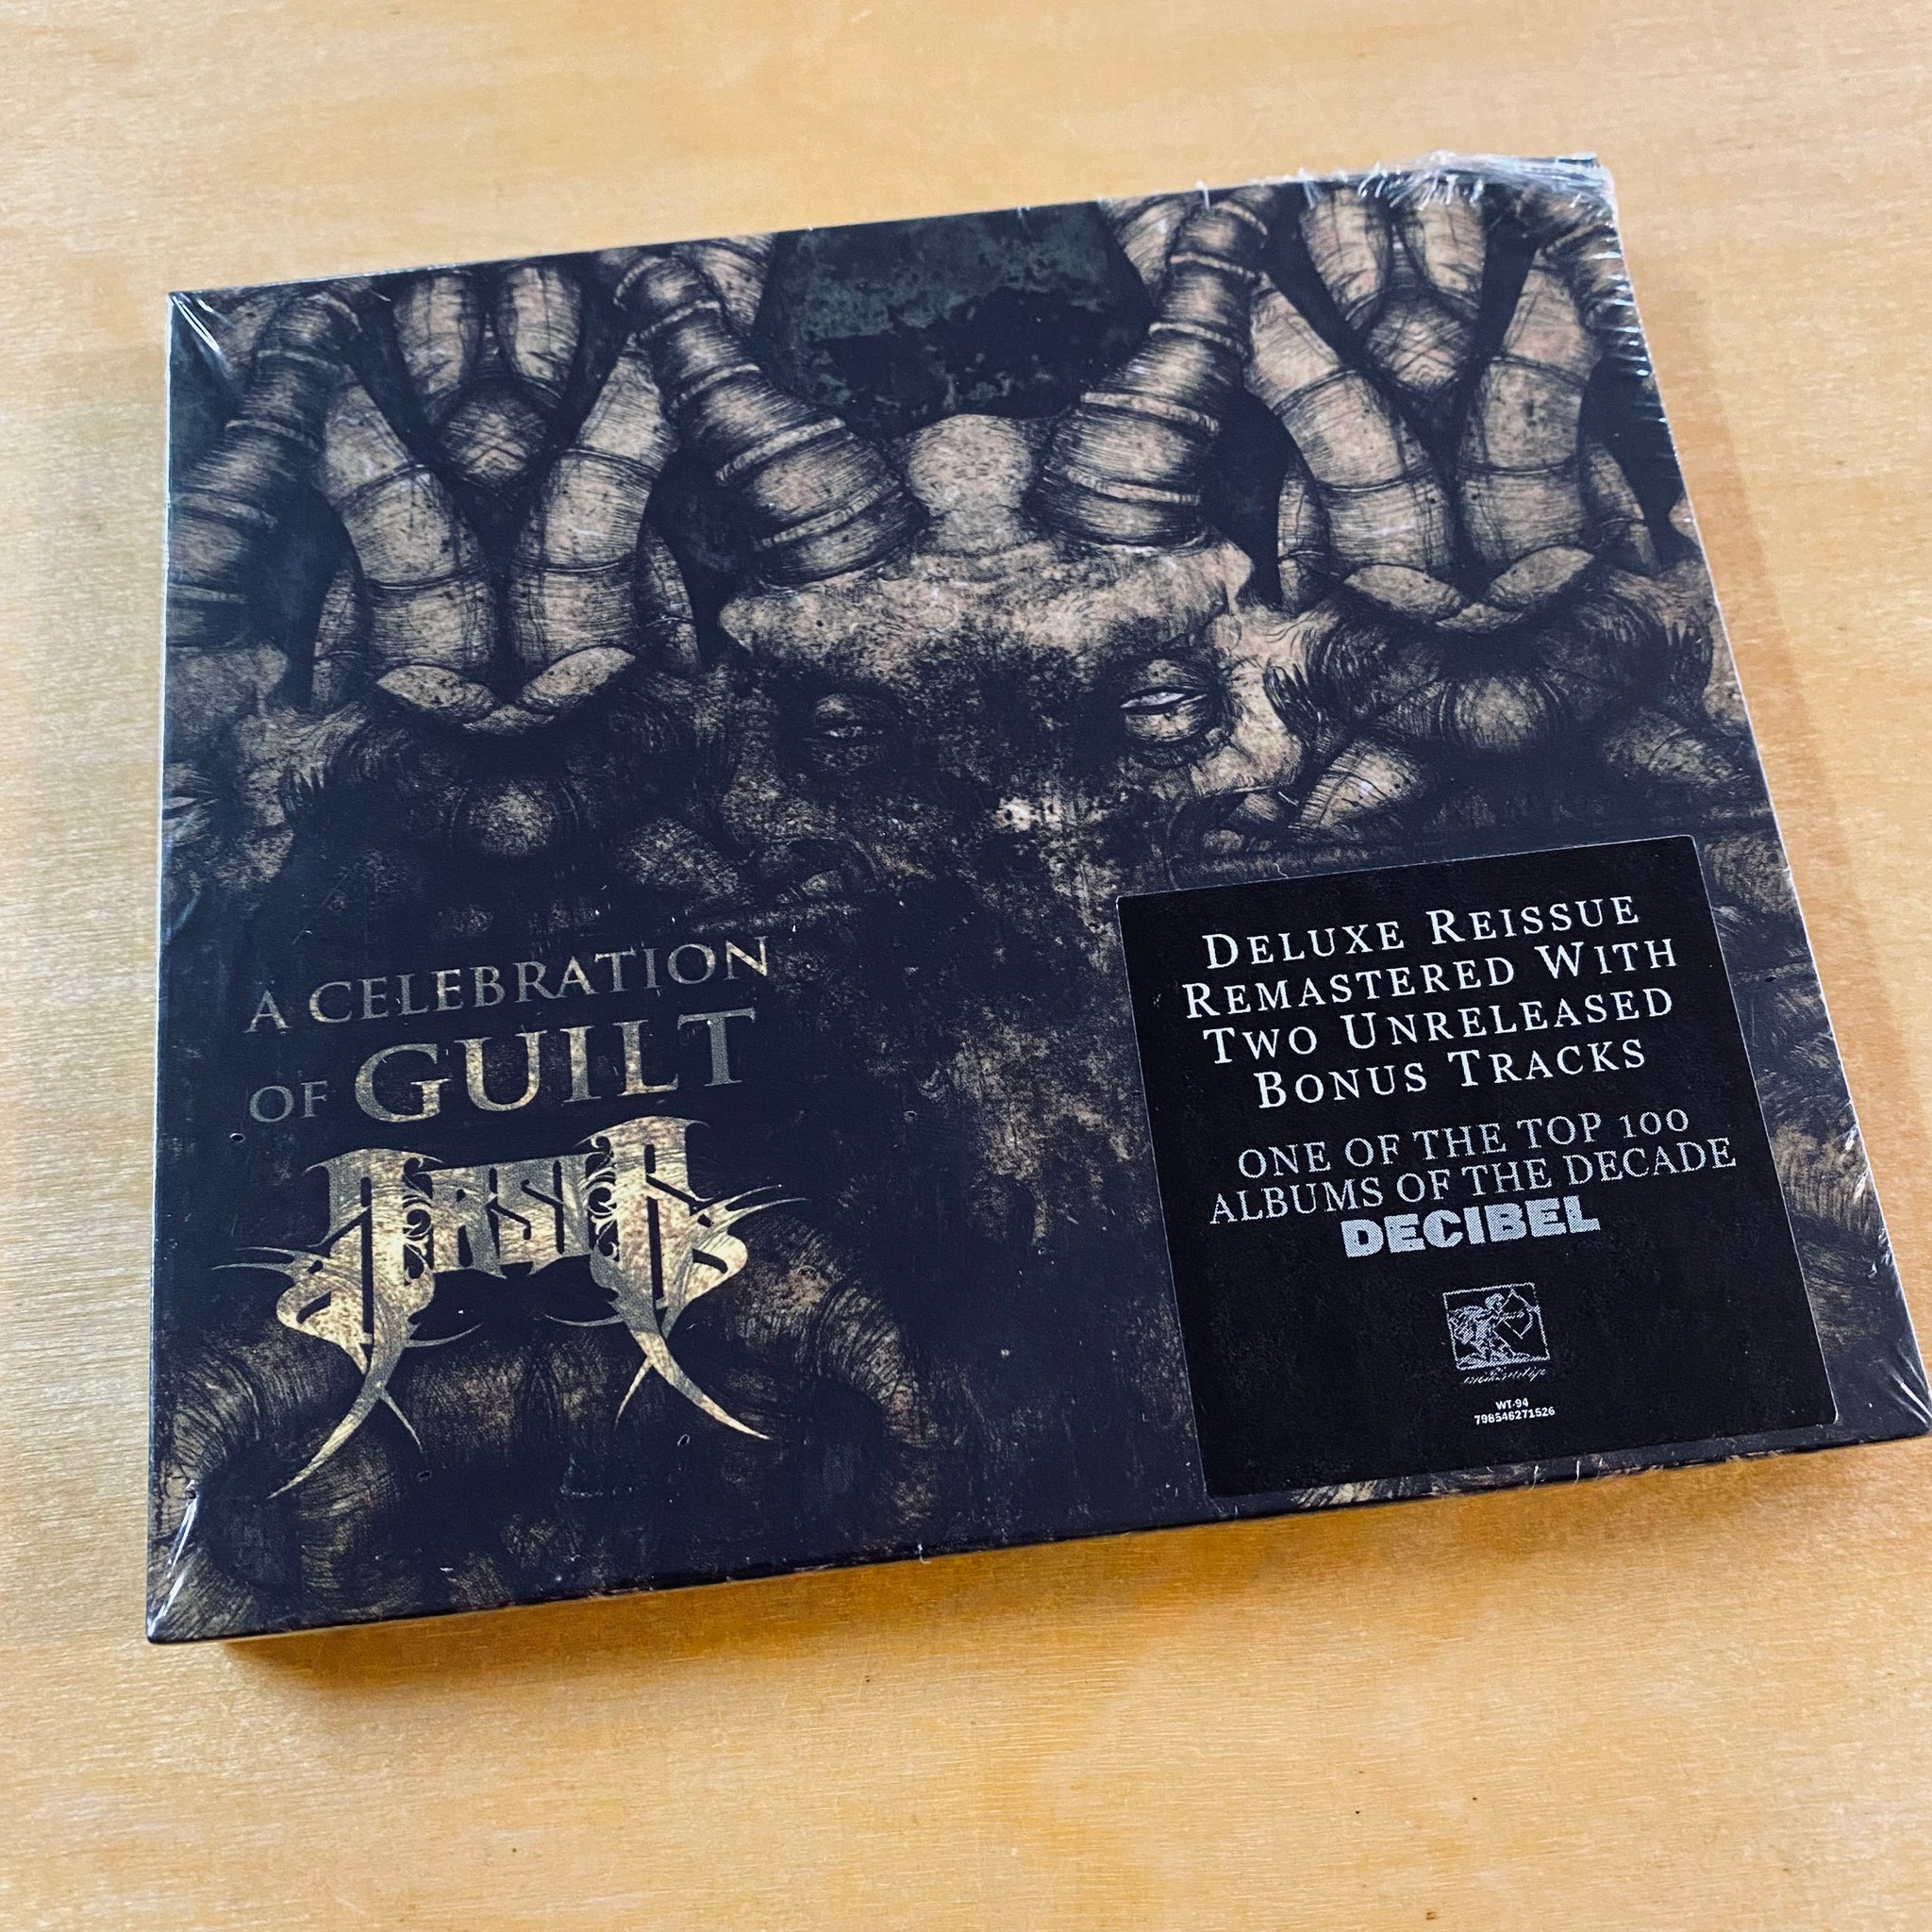 A CELEBRATION
OF GUILT
ARSIS
DELUXE REISSUE
REMASTERED WITH
TWO UNRELEASED
BONUS TRACKS
ONE OF THE TOP 100
ALBUMS OF THE DECADE
DECIBEL
WT-94
798546271526